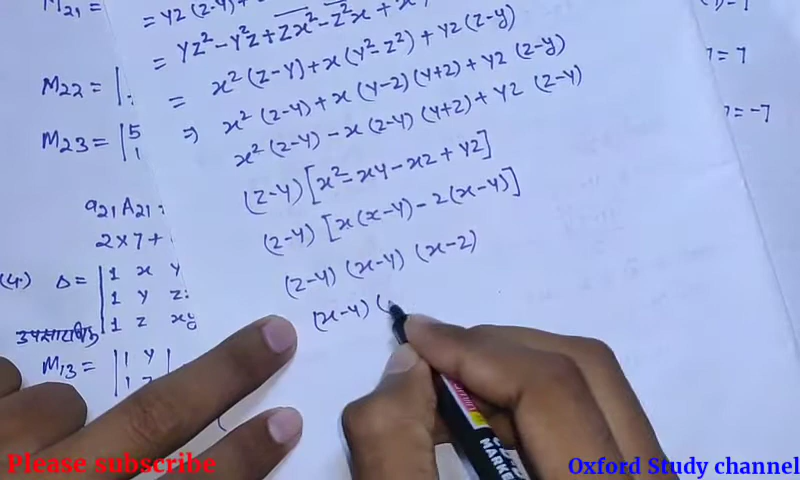 M21 =
= yz (z-y) +
= yz² - y²z + zx² - z²x +
= x² (z-y) + x (y² - z²) + yz (z-y)
M22 =
⇒ x² (z-y) + x (y-z) (y+z) + yz (z-y)
M23 = | 5
1
x² (z-y) - x (z-y) (y+z) + yz (z-y)
(z-y) [x² - xy - xz + yz]
(z-y) [x(x-y) - z(x-y)]
(z-y) (x-y) (x-z)
(x-y) (
a21 A21 =
2×7+
(4.) Δ = | 1 x y
1 y z
1 z xy
उपसारणिक
M13 = | 1 y |
1 z
= 7
= -7
Please subscribe
Oxford Study channel